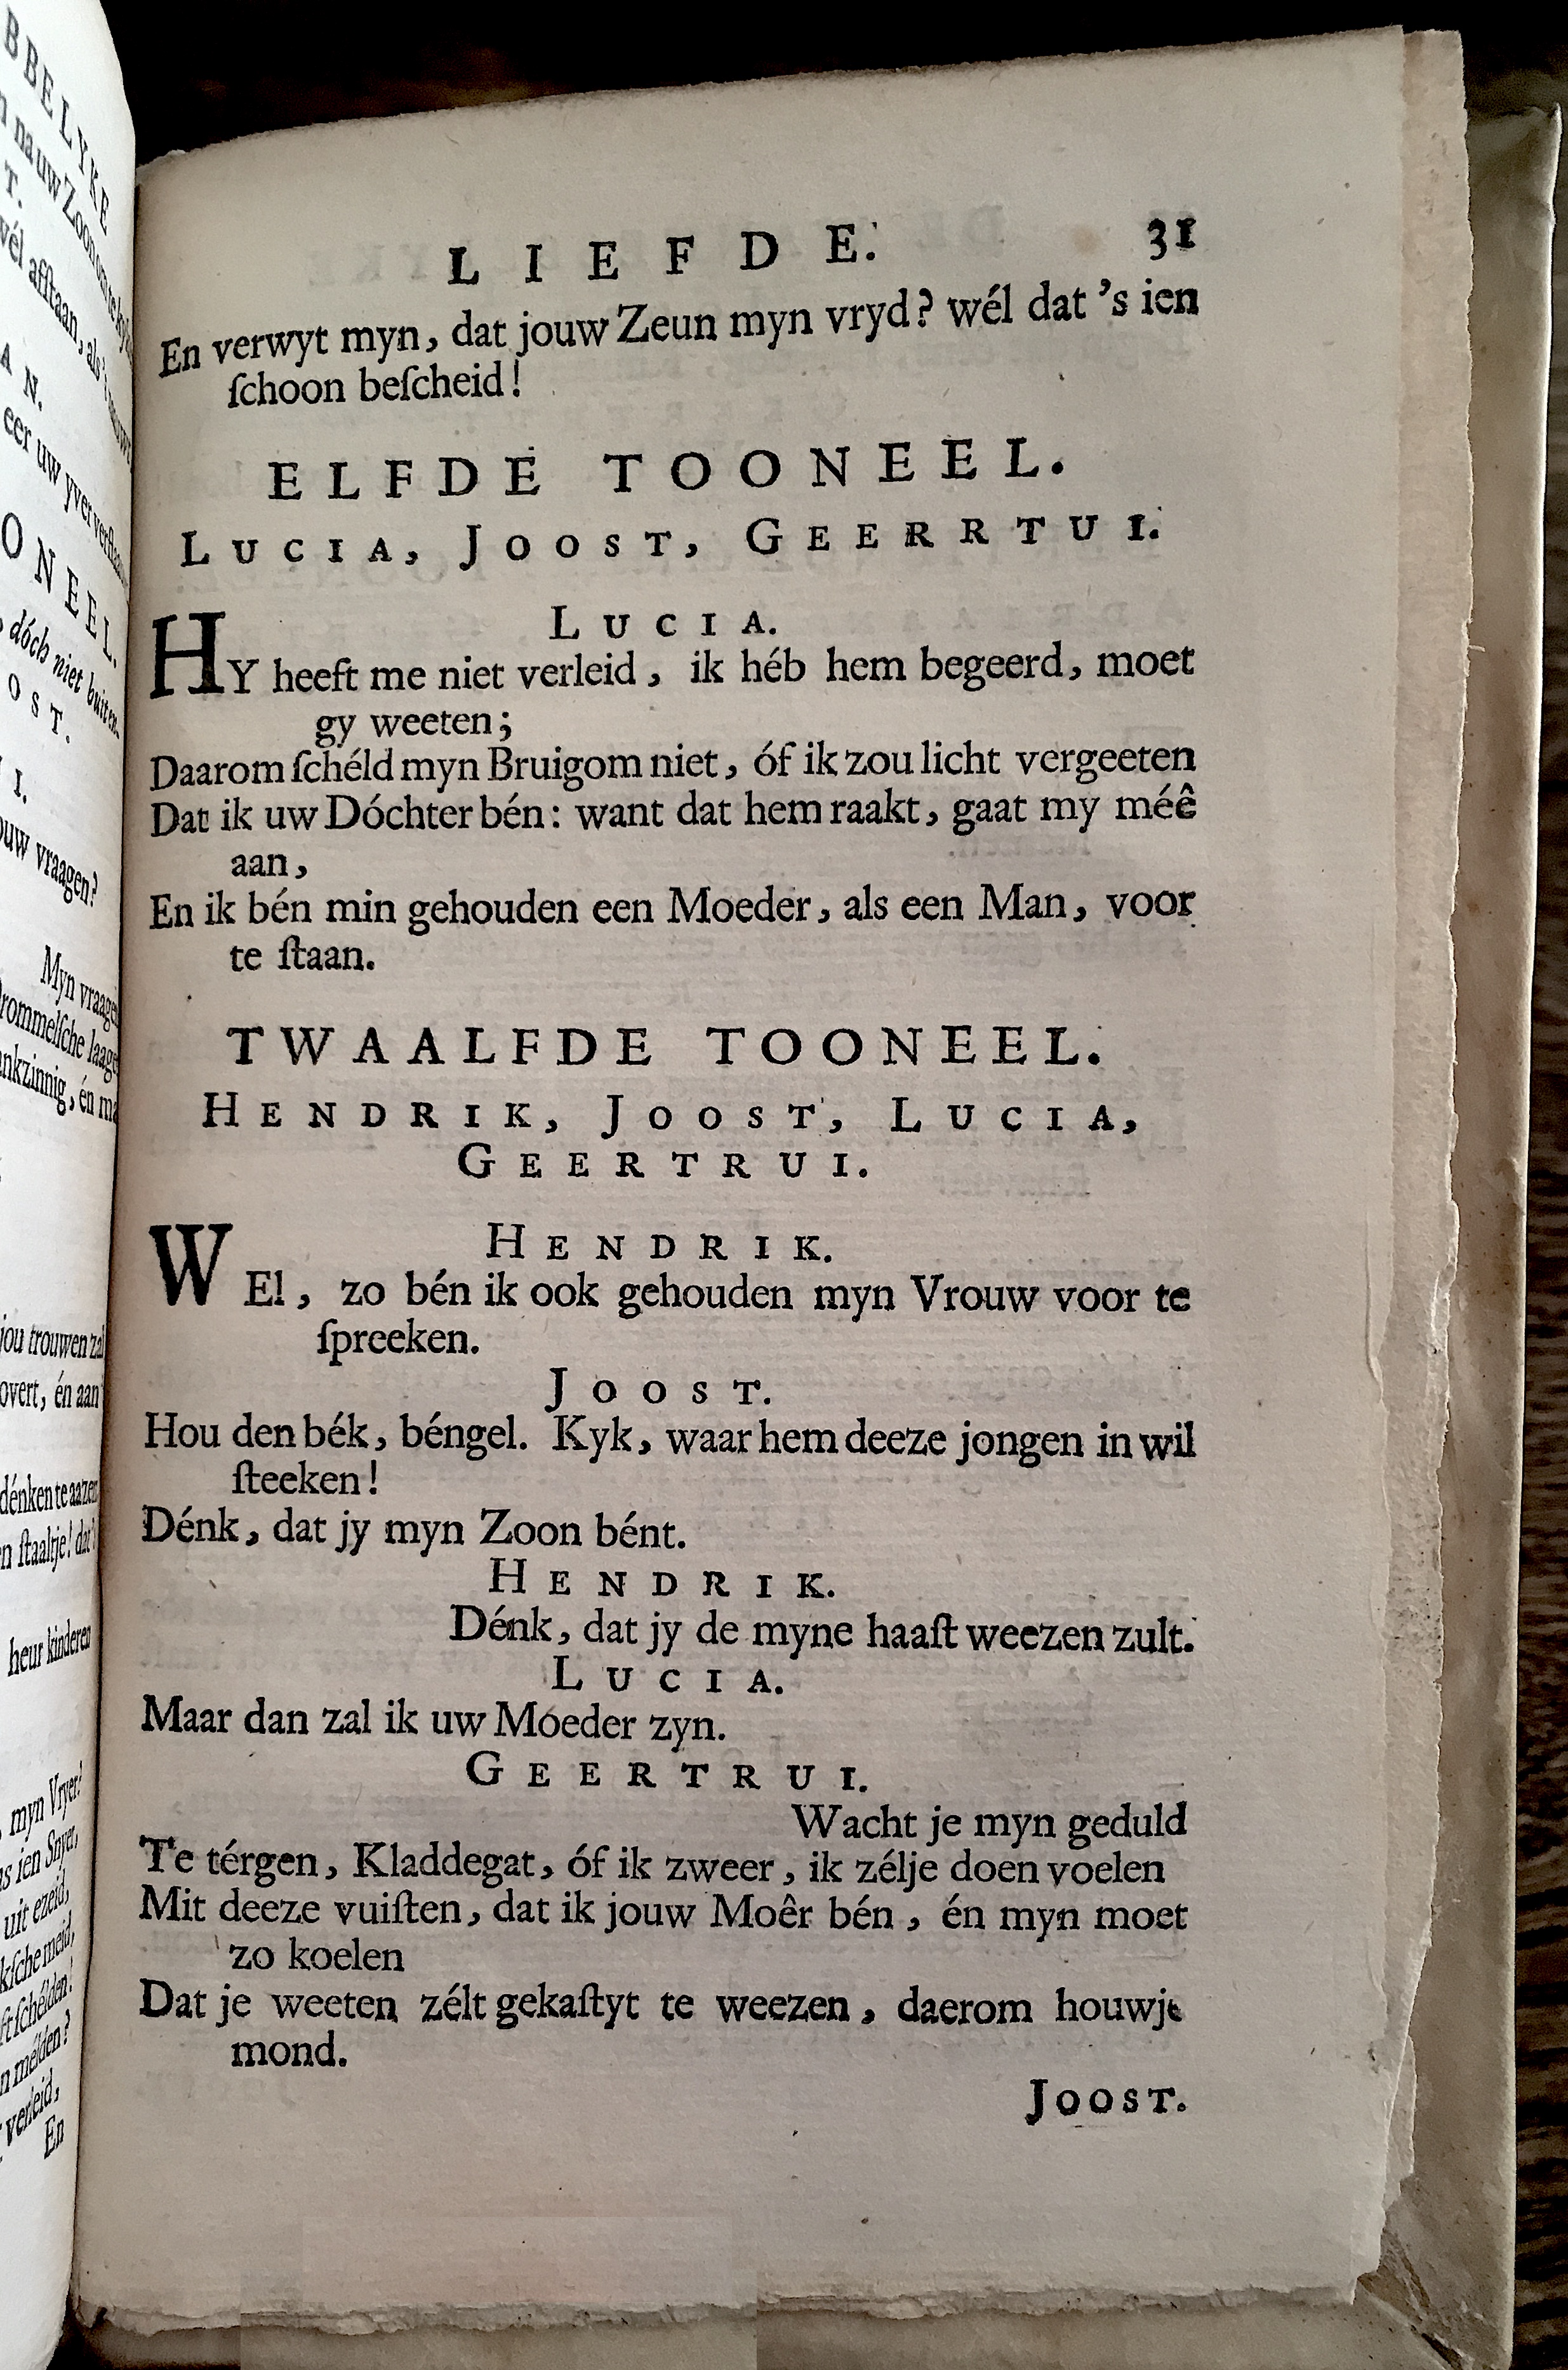 LIEFDE. 31
En verwyt myn, dat jouw Zeun myn vryd? wél dat 's ien
ſchoon beſcheid!
ELFDE TOONEEL.
LUCIA, JOOST, GEERRTUI.
LUCIA.
HY heeft me niet verleid, ik héb hem begeerd, moet
gy weeten;
Daarom ſchéld myn Bruigom niet, óf ik zou licht vergeeten
Dat ik uw Dóchter bén: want dat hem raakt, gaat my méê
aan,
En ik bén min gehouden een Moeder, als een Man, voor
te ſtaan.
TWAALFDE TOONEEL.
HENDRIK, JOOST, LUCIA,
GEERTRUI.
HENDRIK.
WEl, zo bén ik ook gehouden myn Vrouw voor te
ſpreeken.
JOOST.
Hou den bék, béngel. Kyk, waar hem deeze jongen in wil
ſteeken!
Dénk, dat jy myn Zoon bént.
HENDRIK.
Dénk, dat jy de myne haaſt weezen zult.
LUCIA.
Maar dan zal ik uw Moeder zyn.
GEERTRUI.
Wacht je myn geduld
Te térgen, Kladdegat, óf ik zweer, ik zélje doen voelen
Mit deeze vuiſten, dat ik jouw Moêr bén, én myn moet
zo koelen
Dat je weeten zélt gekaſtyt te weezen, daerom houwje
mond.
JOOST.